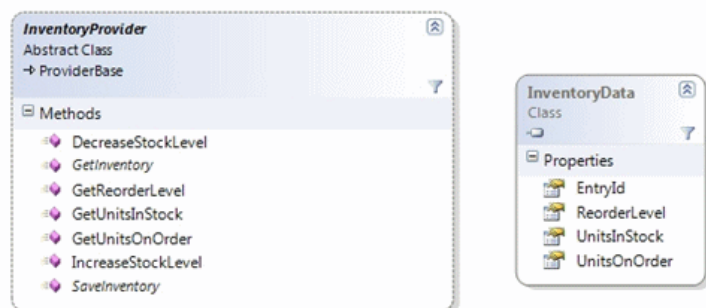 InventoryProvider
Abstract Class
ProviderBase
Methods
DecreaseStockLevel
GetInventory
GetReorderLevel
GetUnitsInStock
GetUnitsOnOrder
IncreaseStockLevel
SaveInventory
InventoryData
Class
Properties
EntryId
ReorderLevel
UnitsInStock
UnitsOnOrder